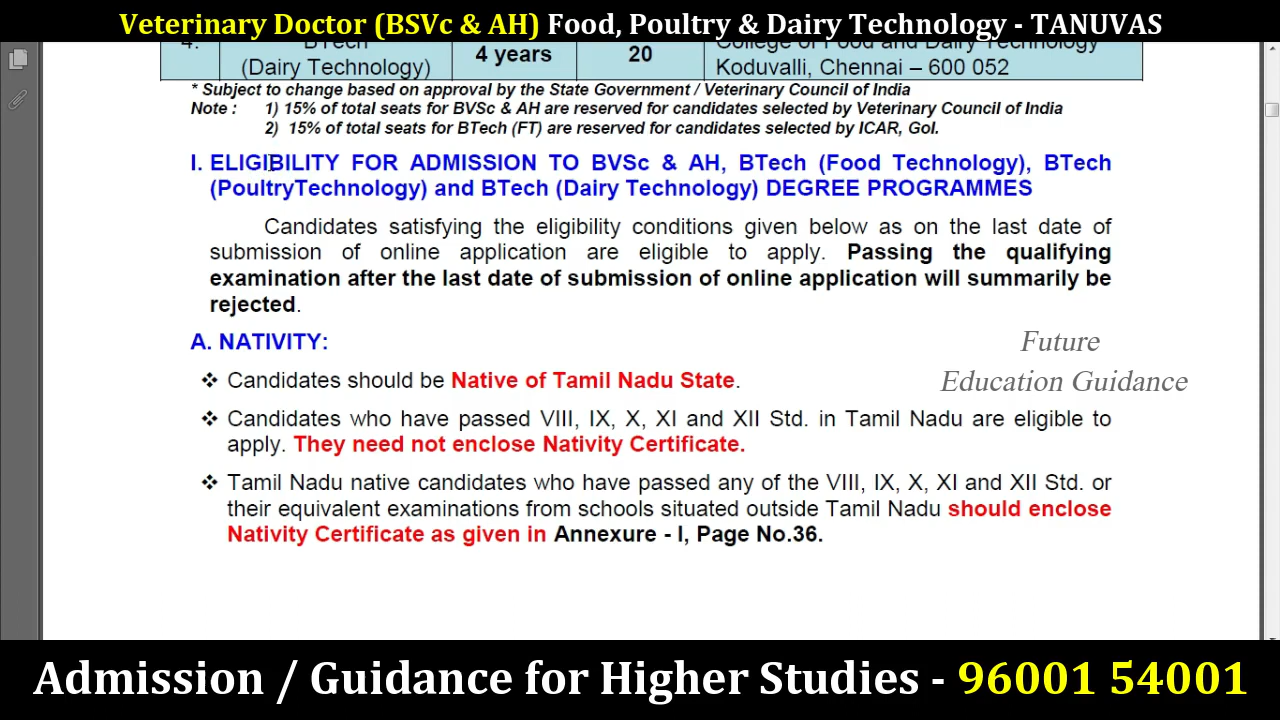 Veterinary Doctor (BSVc & AH) Food, Poultry & Dairy Technology - TANUVAS
4. BTech College of Food and Dairy Technology
(Dairy Technology) 4 years 20 Koduvalli, Chennai – 600 052
* Subject to change based on approval by the State Government / Veterinary Council of India
Note : 1) 15% of total seats for BVSc & AH are reserved for candidates selected by Veterinary Council of India
2) 15% of total seats for BTech (FT) are reserved for candidates selected by ICAR, GoI.
I. ELIGIBILITY FOR ADMISSION TO BVSc & AH, BTech (Food Technology), BTech
(PoultryTechnology) and BTech (Dairy Technology) DEGREE PROGRAMMES
Candidates satisfying the eligibility conditions given below as on the last date of
submission of online application are eligible to apply. Passing the qualifying
examination after the last date of submission of online application will summarily be
rejected.
A. NATIVITY:
❖ Candidates should be Native of Tamil Nadu State.
❖ Candidates who have passed VIII, IX, X, XI and XII Std. in Tamil Nadu are eligible to
apply. They need not enclose Nativity Certificate.
❖ Tamil Nadu native candidates who have passed any of the VIII, IX, X, XI and XII Std. or
their equivalent examinations from schools situated outside Tamil Nadu should enclose
Nativity Certificate as given in Annexure - I, Page No.36.
Future
Education Guidance
Admission / Guidance for Higher Studies - 96001 54001